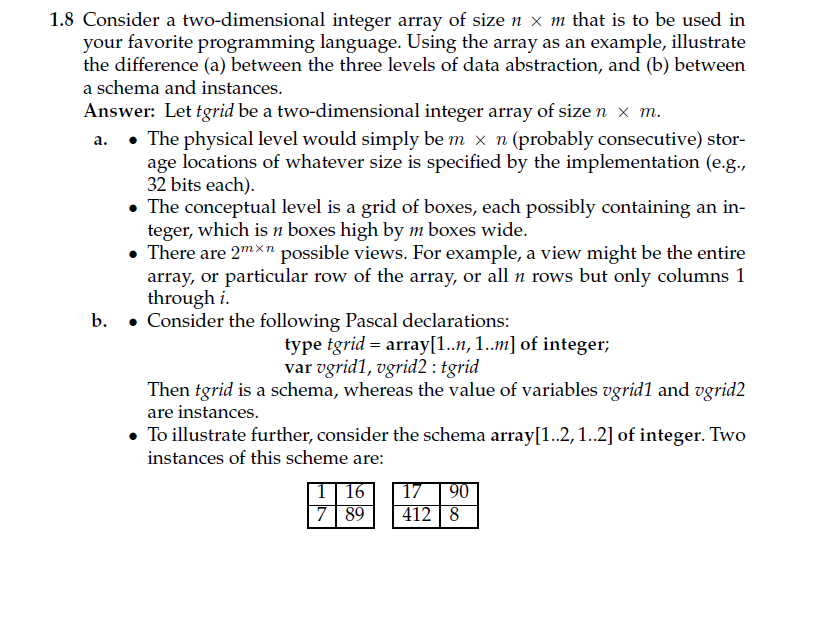 1.8 Consider a two-dimensional integer array of size n × m that is to be used in
your favorite programming language. Using the array as an example, illustrate
the difference (a) between the three levels of data abstraction, and (b) between
a schema and instances.
Answer: Let tgrid be a two-dimensional integer array of size n × m.
a. • The physical level would simply be m × n (probably consecutive) stor-
age locations of whatever size is specified by the implementation (e.g.,
32 bits each).
• The conceptual level is a grid of boxes, each possibly containing an in-
teger, which is n boxes high by m boxes wide.
• There are 2^{m×n} possible views. For example, a view might be the entire
array, or particular row of the array, or all n rows but only columns 1
through i.
b. • Consider the following Pascal declarations:
type tgrid = array[1..n, 1..m] of integer;
var vgrid1, vgrid2 : tgrid
Then tgrid is a schema, whereas the value of variables vgrid1 and vgrid2
are instances.
• To illustrate further, consider the schema array[1..2, 1..2] of integer. Two
instances of this scheme are:
1 16 17 90
7 89 412 8